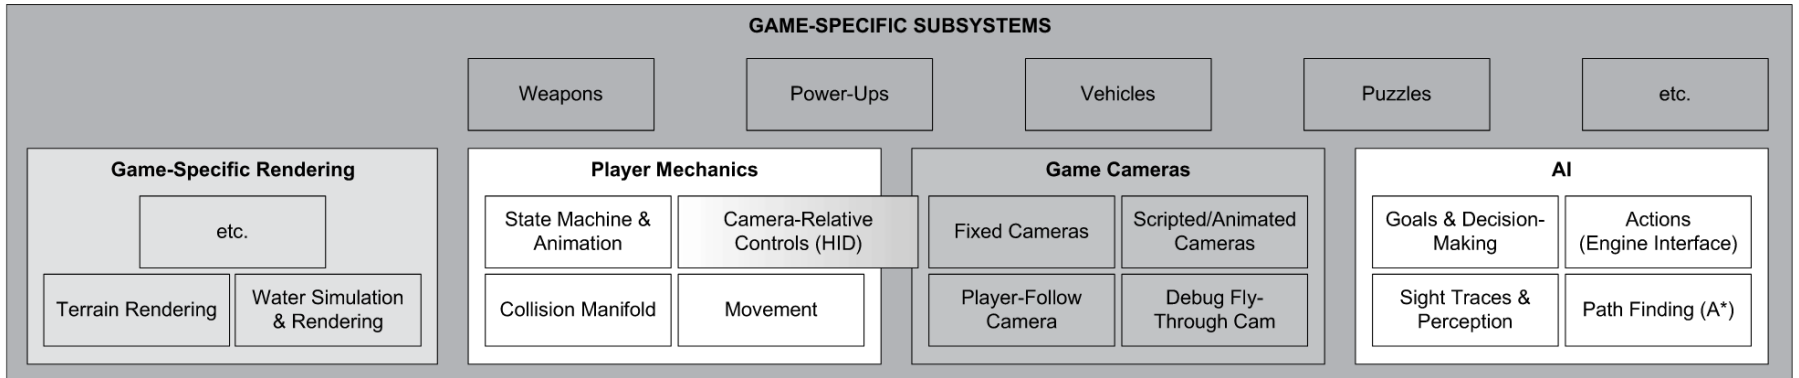 GAME-SPECIFIC SUBSYSTEMS
Weapons
Power-Ups
Vehicles
Puzzles
etc.
Game-Specific Rendering
etc.
Terrain Rendering
Water Simulation
& Rendering
Player Mechanics
State Machine &
Animation
Camera-Relative
Controls (HID)
Collision Manifold
Movement
Game Cameras
Fixed Cameras
Scripted/Animated
Cameras
Player-Follow
Camera
Debug Fly-
Through Cam
AI
Goals & Decision-
Making
Actions
(Engine Interface)
Sight Traces &
Perception
Path Finding (A*)